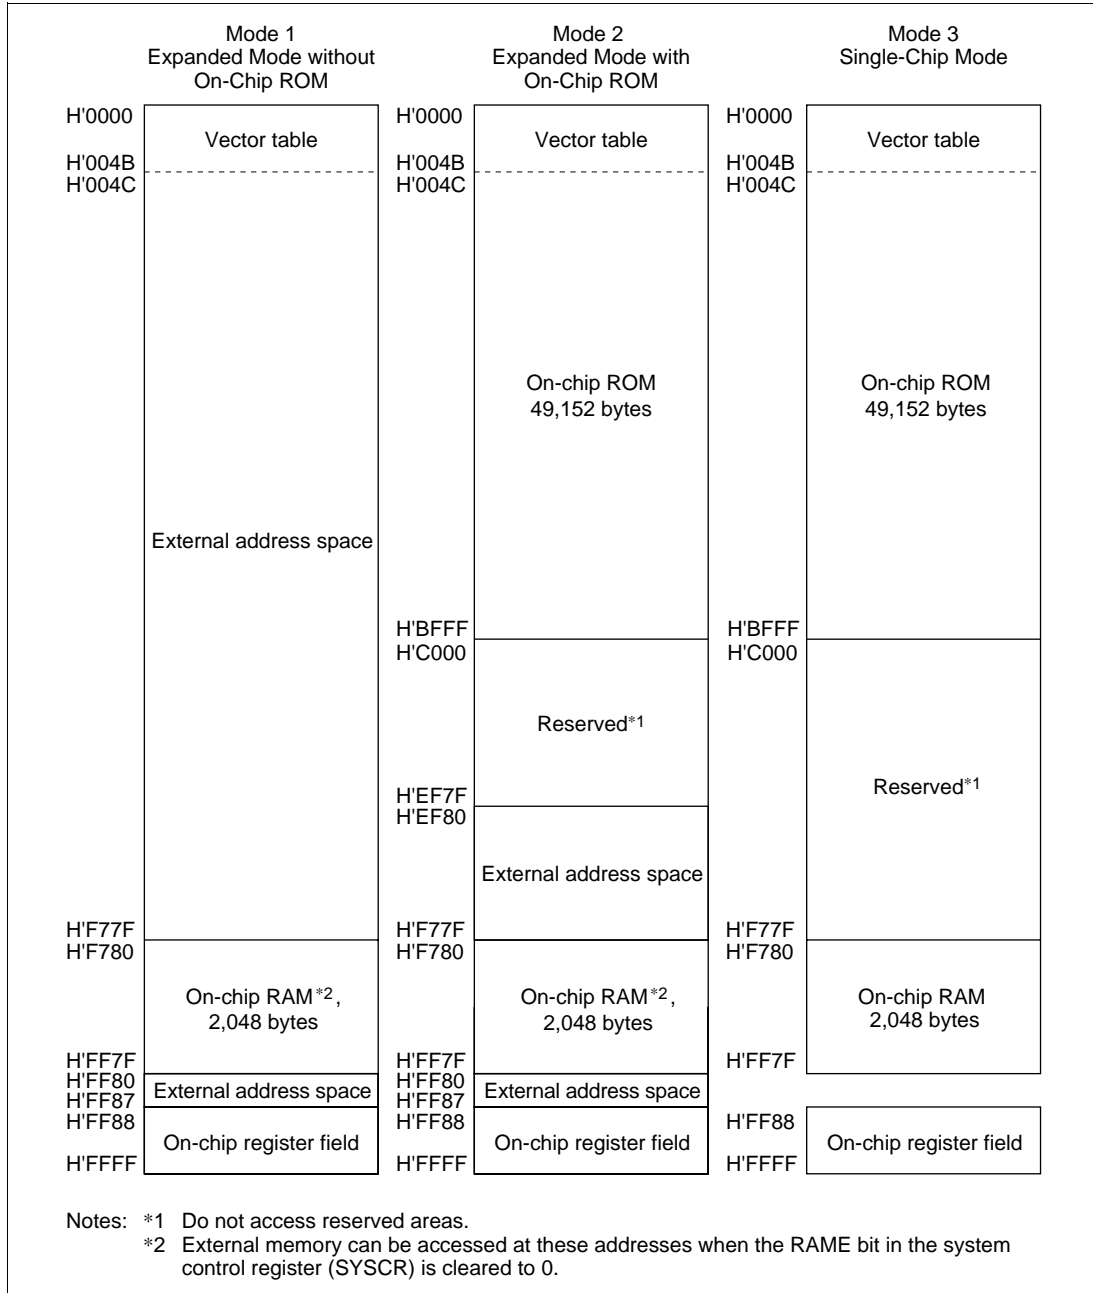 Mode 1
Expanded Mode without
On-Chip ROM
H'0000
Vector table
H'004B
H'004C
External address space
H'F77F
H'F780
On-chip RAM*2,
2,048 bytes
H'FF7F
H'FF80
External address space
H'FF87
H'FF88
On-chip register field
H'FFFF
Mode 2
Expanded Mode with
On-Chip ROM
H'0000
Vector table
H'004B
H'004C
On-chip ROM
49,152 bytes
H'BFFF
H'C000
Reserved*1
H'EF7F
H'EF80
External address space
H'F77F
H'F780
On-chip RAM*2,
2,048 bytes
H'FF7F
H'FF80
External address space
H'FF87
H'FF88
On-chip register field
H'FFFF
Mode 3
Single-Chip Mode
H'0000
Vector table
H'004B
H'004C
On-chip ROM
49,152 bytes
H'BFFF
H'C000
Reserved*1
H'F77F
H'F780
On-chip RAM
2,048 bytes
H'FF7F
H'FF88
On-chip register field
H'FFFF
Notes: *1 Do not access reserved areas.
*2 External memory can be accessed at these addresses when the RAME bit in the system
control register (SYSCR) is cleared to 0.